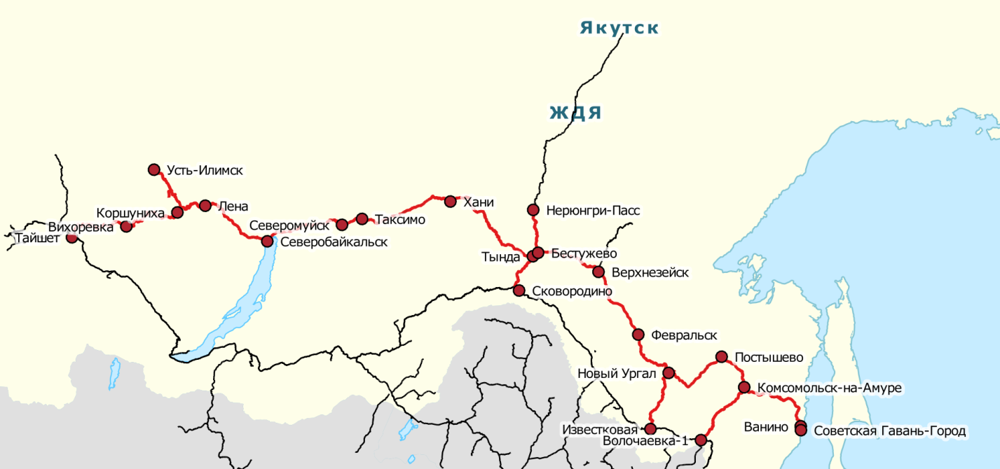 Якутск
ЖДЯ
Усть-Илимск
Коршуниха
Лена
Хани
Нерюнгри-Пасс
Вихоревка
Северомуйск
Таксимо
Тайшет
Северобайкальск
Тында
Бестужево
Верхнезейск
Сковородино
Февральск
Постышево
Новый Ургал
Комсомольск-на-Амуре
Известковая
Ванино
Советская Гавань-Город
Волочаевка-1